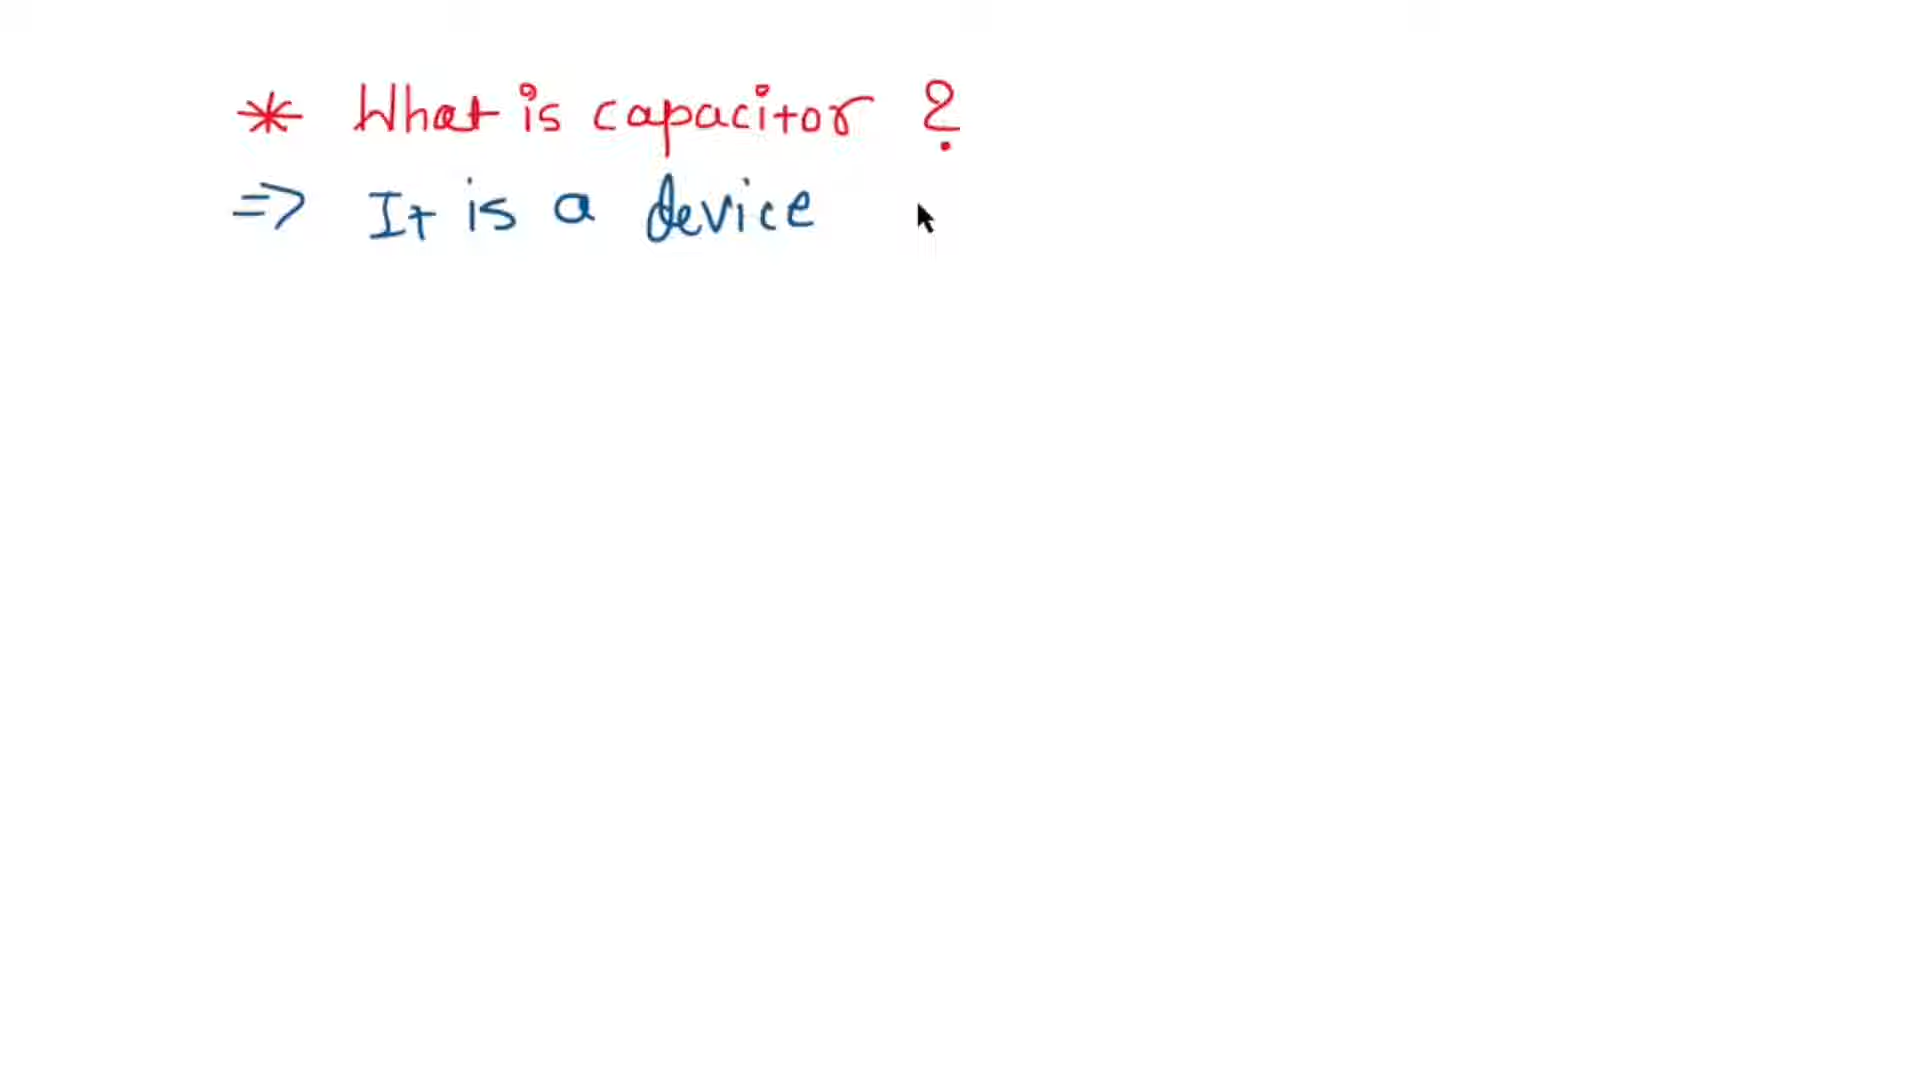 * What is capacitor ?
⇒ It is a device